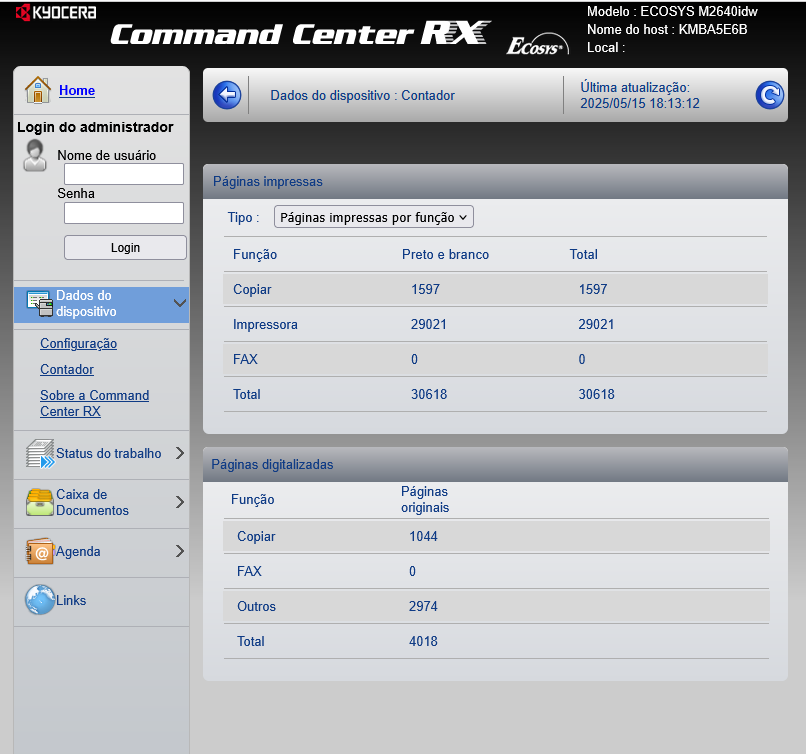 KYOCERA
Command Center RX
Ecosys
Modelo : ECOSYS M2640idw
Nome do host : KMBA5E6B
Local :
Home
Login do administrador
Nome de usuário
Senha
Login
Dados do
dispositivo
Configuração
Contador
Sobre a Command
Center RX
Status do trabalho
Caixa de
Documentos
Agenda
Links
Dados do dispositivo : Contador
Última atualização:
2025/05/15 18:13:12
Páginas impressas
Tipo : Páginas impressas por função
Função Preto e branco Total
Copiar 1597 1597
Impressora 29021 29021
FAX 0 0
Total 30618 30618
Páginas digitalizadas
Função Páginas
originais
Copiar 1044
FAX 0
Outros 2974
Total 4018